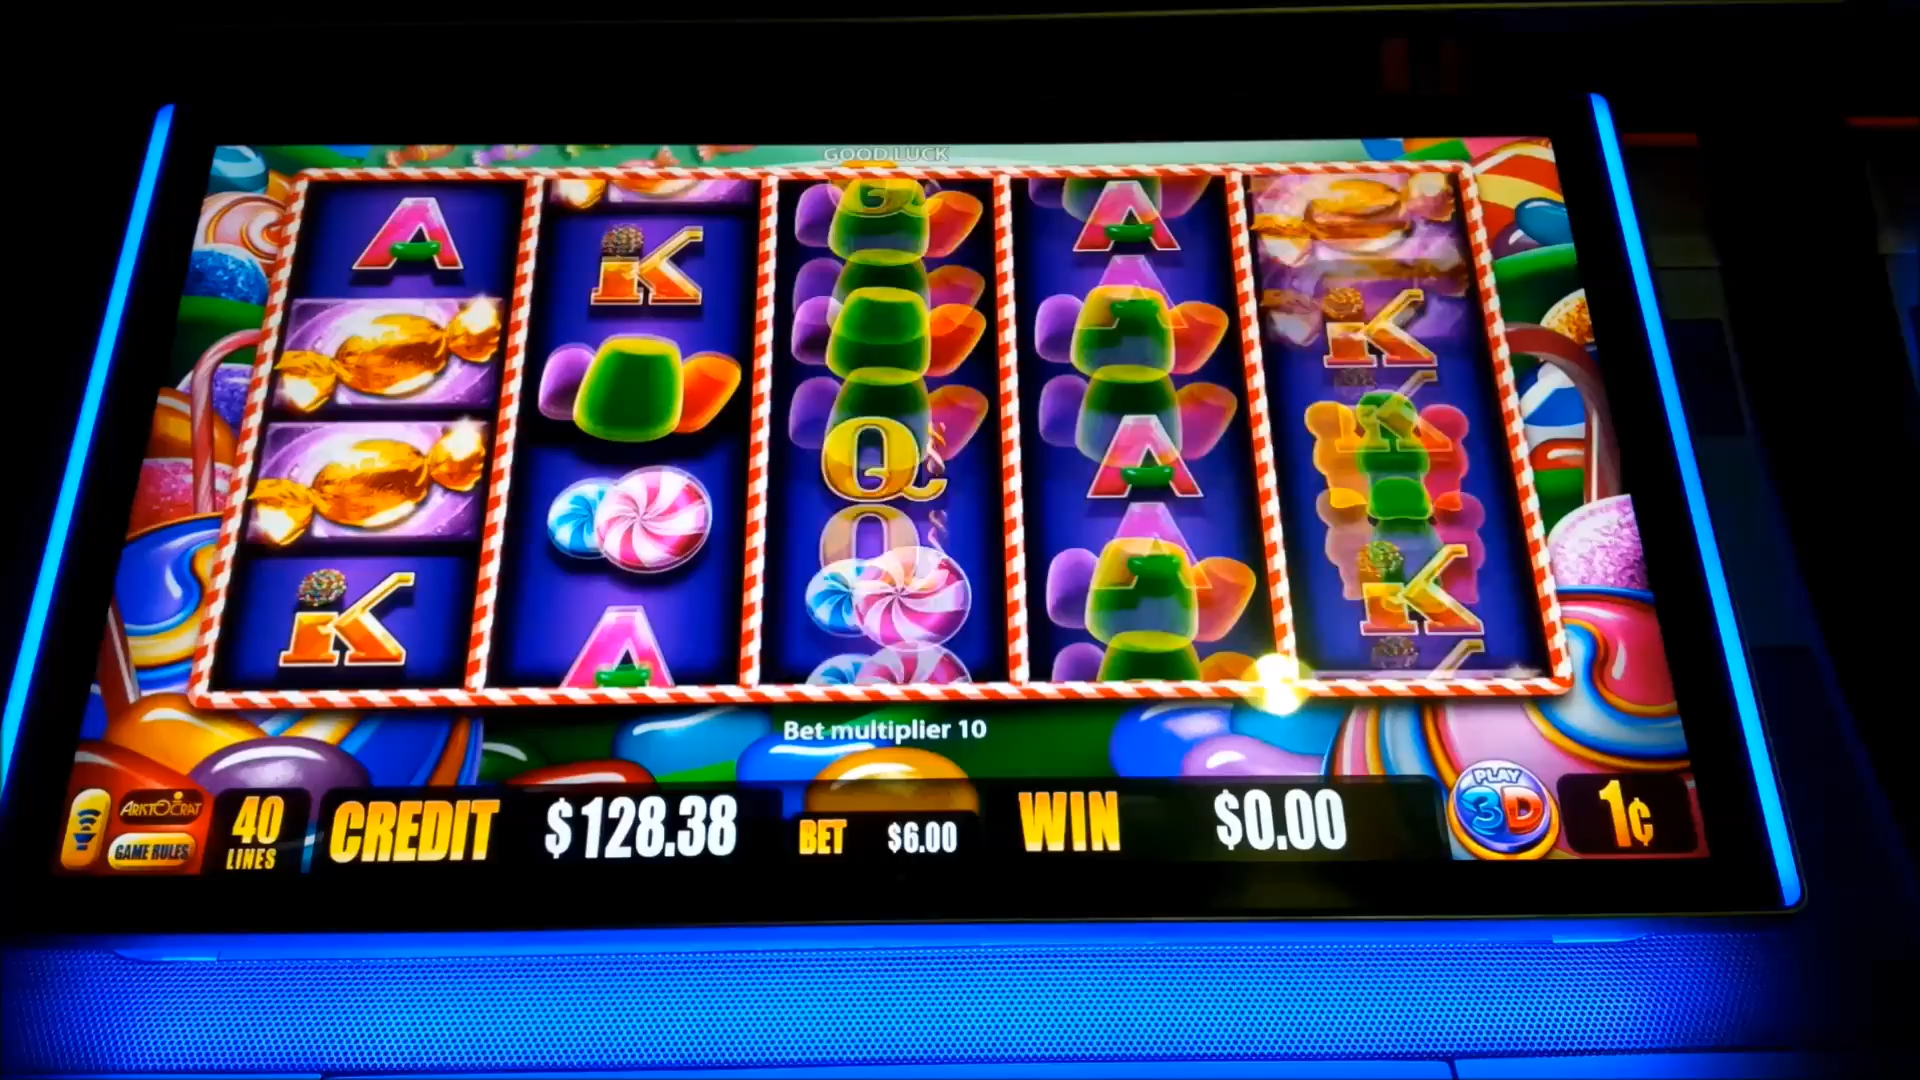 GOOD LUCK
A
K
Q
A
K
K
Q
A
K
Q
K
A
Bet multiplier 10
ARISTOCRAT
GAME RULES
40
LINES
CREDIT $128.38
BET $6.00
WIN $0.00
PLAY
3D
1¢